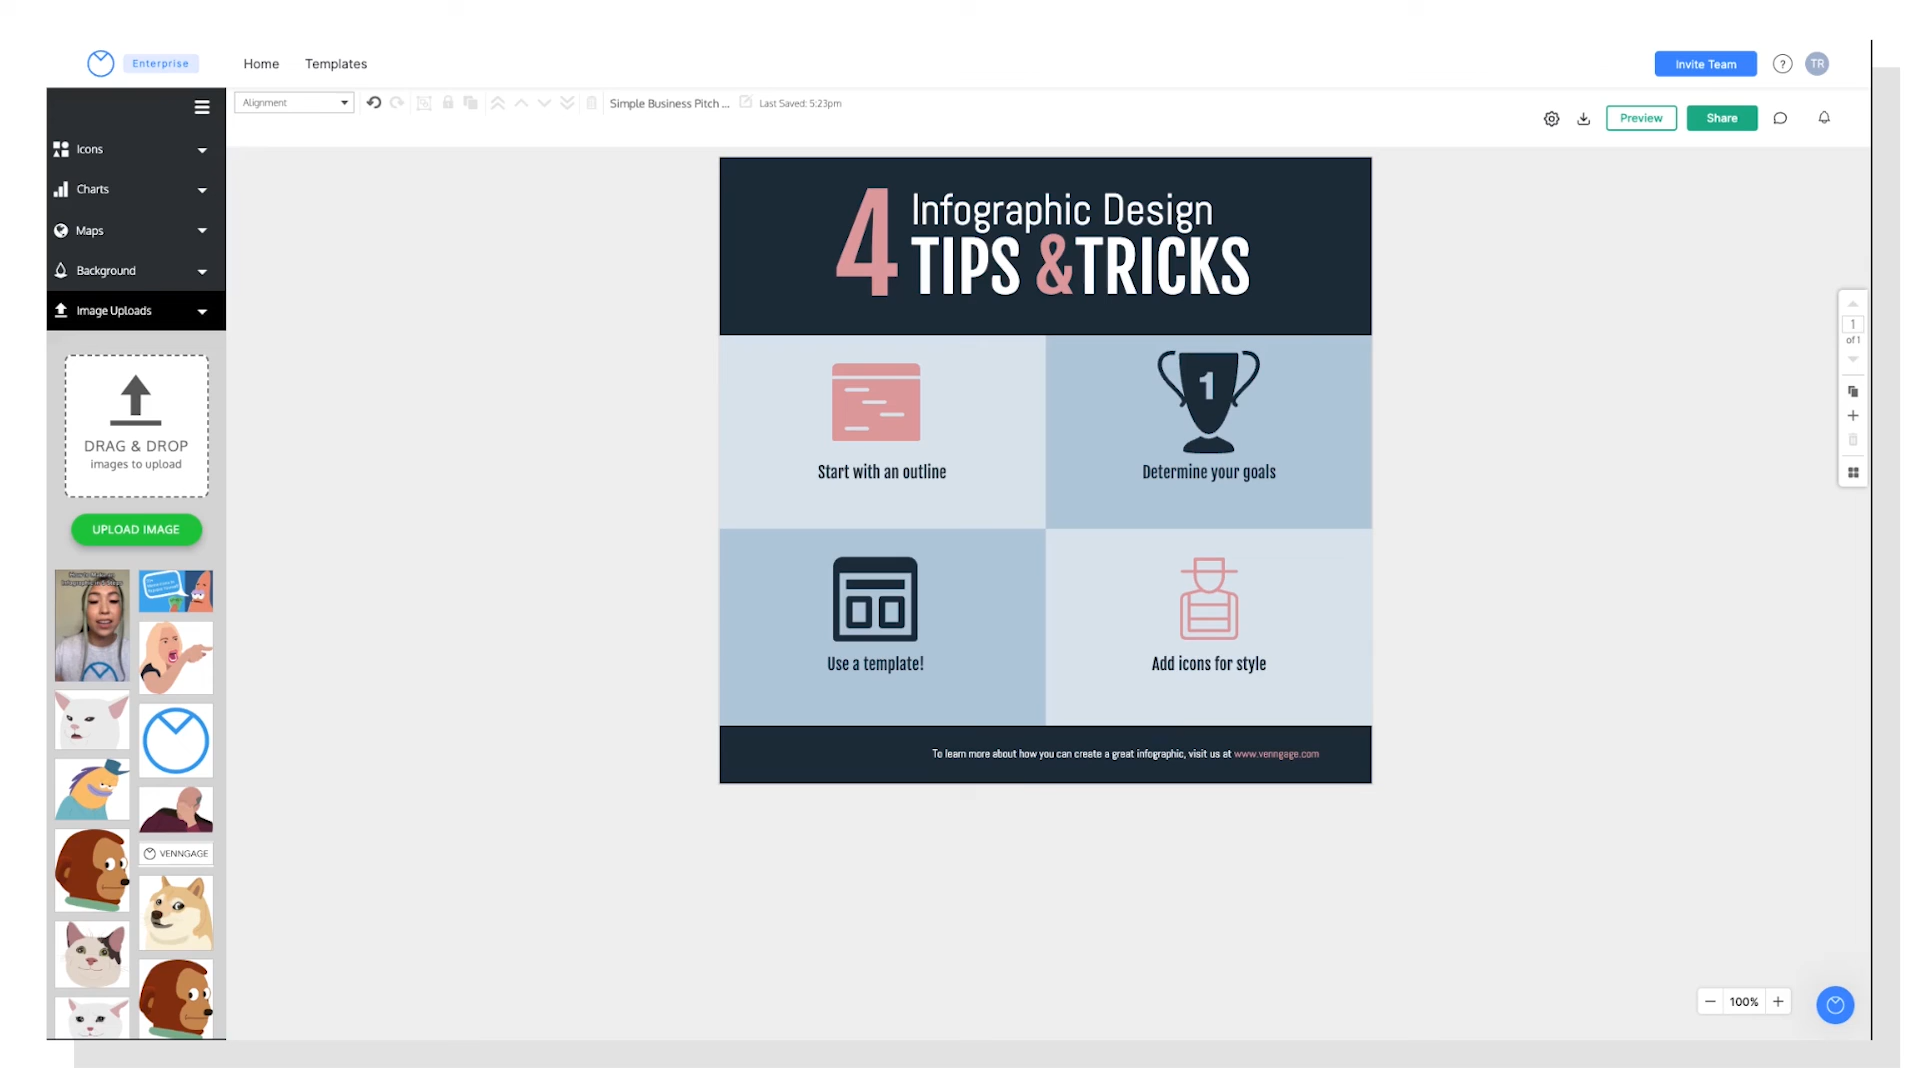 Enterprise
Home
Templates
Invite Team
?
TR
Alignment
Simple Business Pitch ...
Last Saved: 5:23pm
Preview
Share
Icons
Charts
Maps
Background
Image Uploads
DRAG & DROP
images to upload
UPLOAD IMAGE
VENNGAGE
4 Infographic Design
TIPS & TRICKS
1
Start with an outline
Determine your goals
Use a template!
Add icons for style
To learn more about how you can create a great infographic, visit us at www.venngage.com
1
of 1
100%